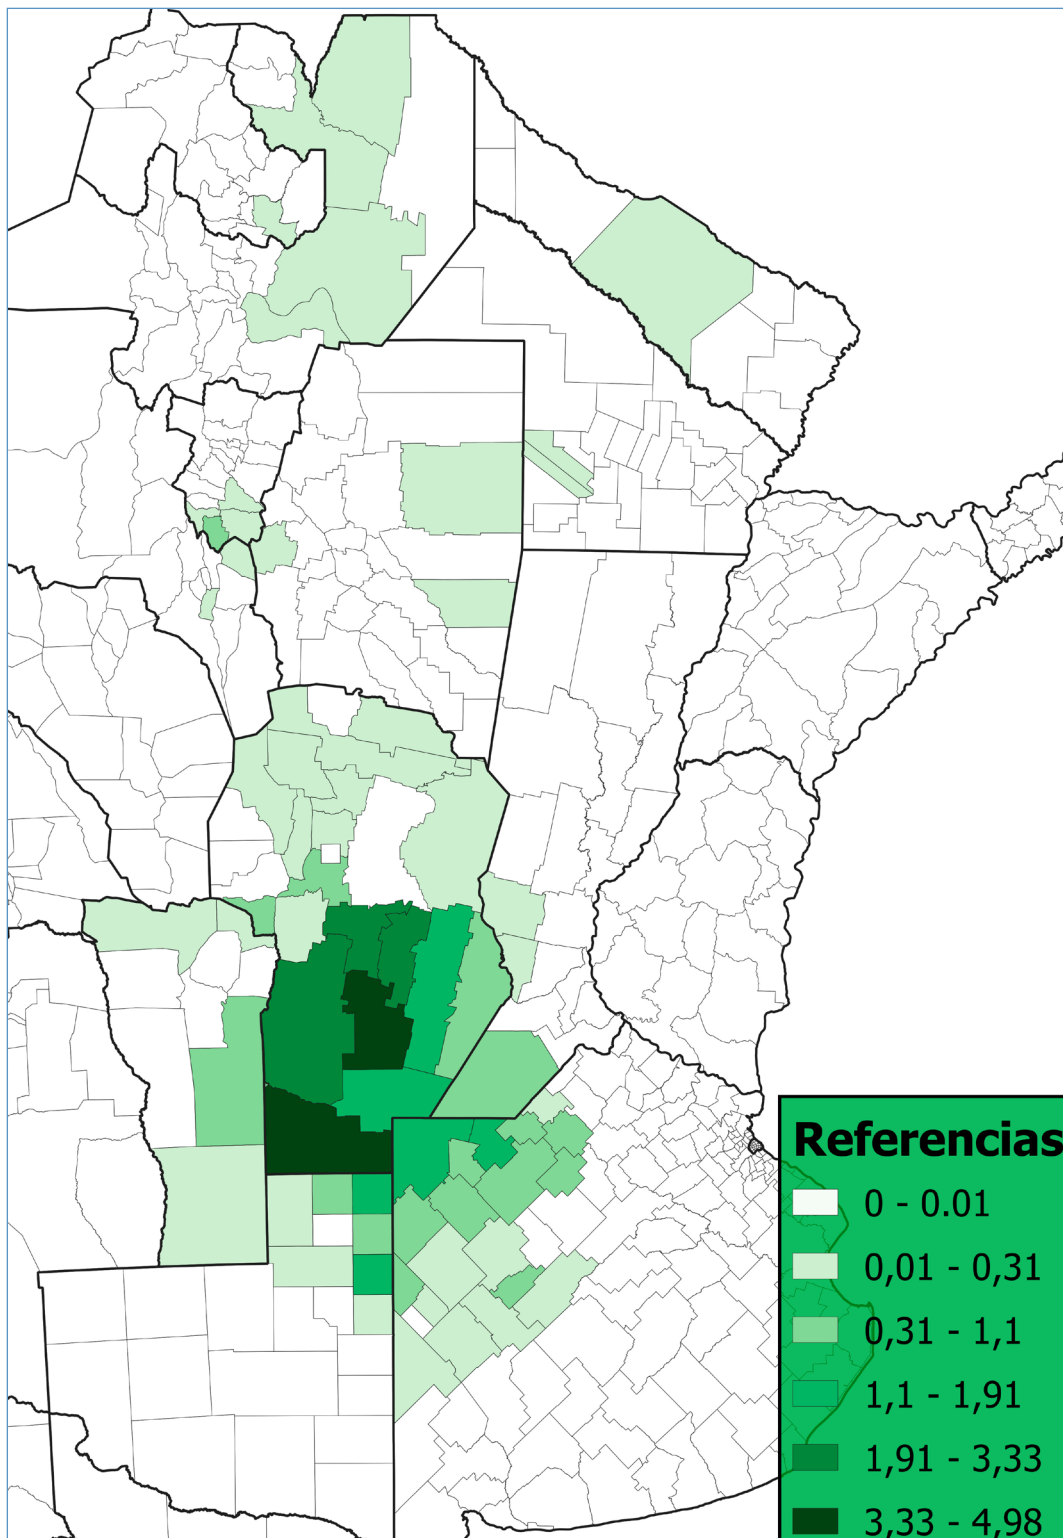 Referencias
0 - 0.01
0,01 - 0,31
0,31 - 1,1
1,1 - 1,91
1,91 - 3,33
3,33 - 4,98